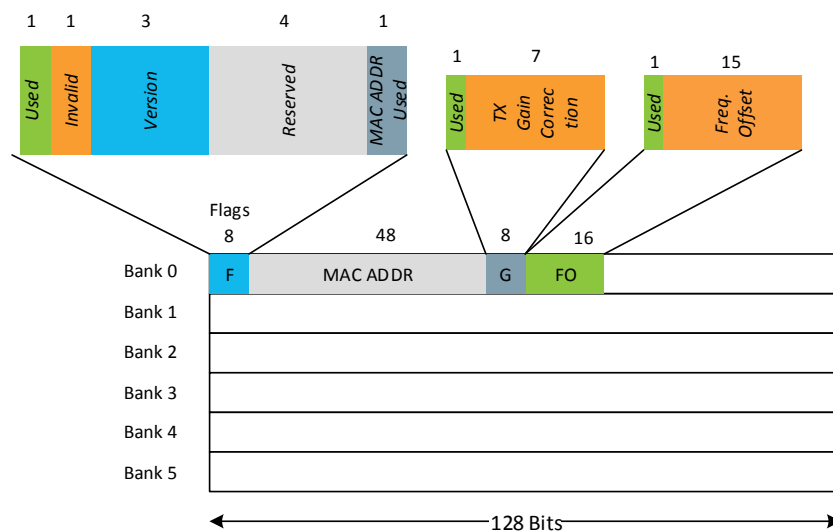 1 1 3 4 1
Used
Invalid
Version
Reserved
MAC ADDR
Used
1 7
Used
TX
Gain
Correc
tion
1 15
Used
Freq.
Offset
Flags
8 48 8 16
Bank 0 F MAC ADDR G FO
Bank 1
Bank 2
Bank 3
Bank 4
Bank 5
128 Bits